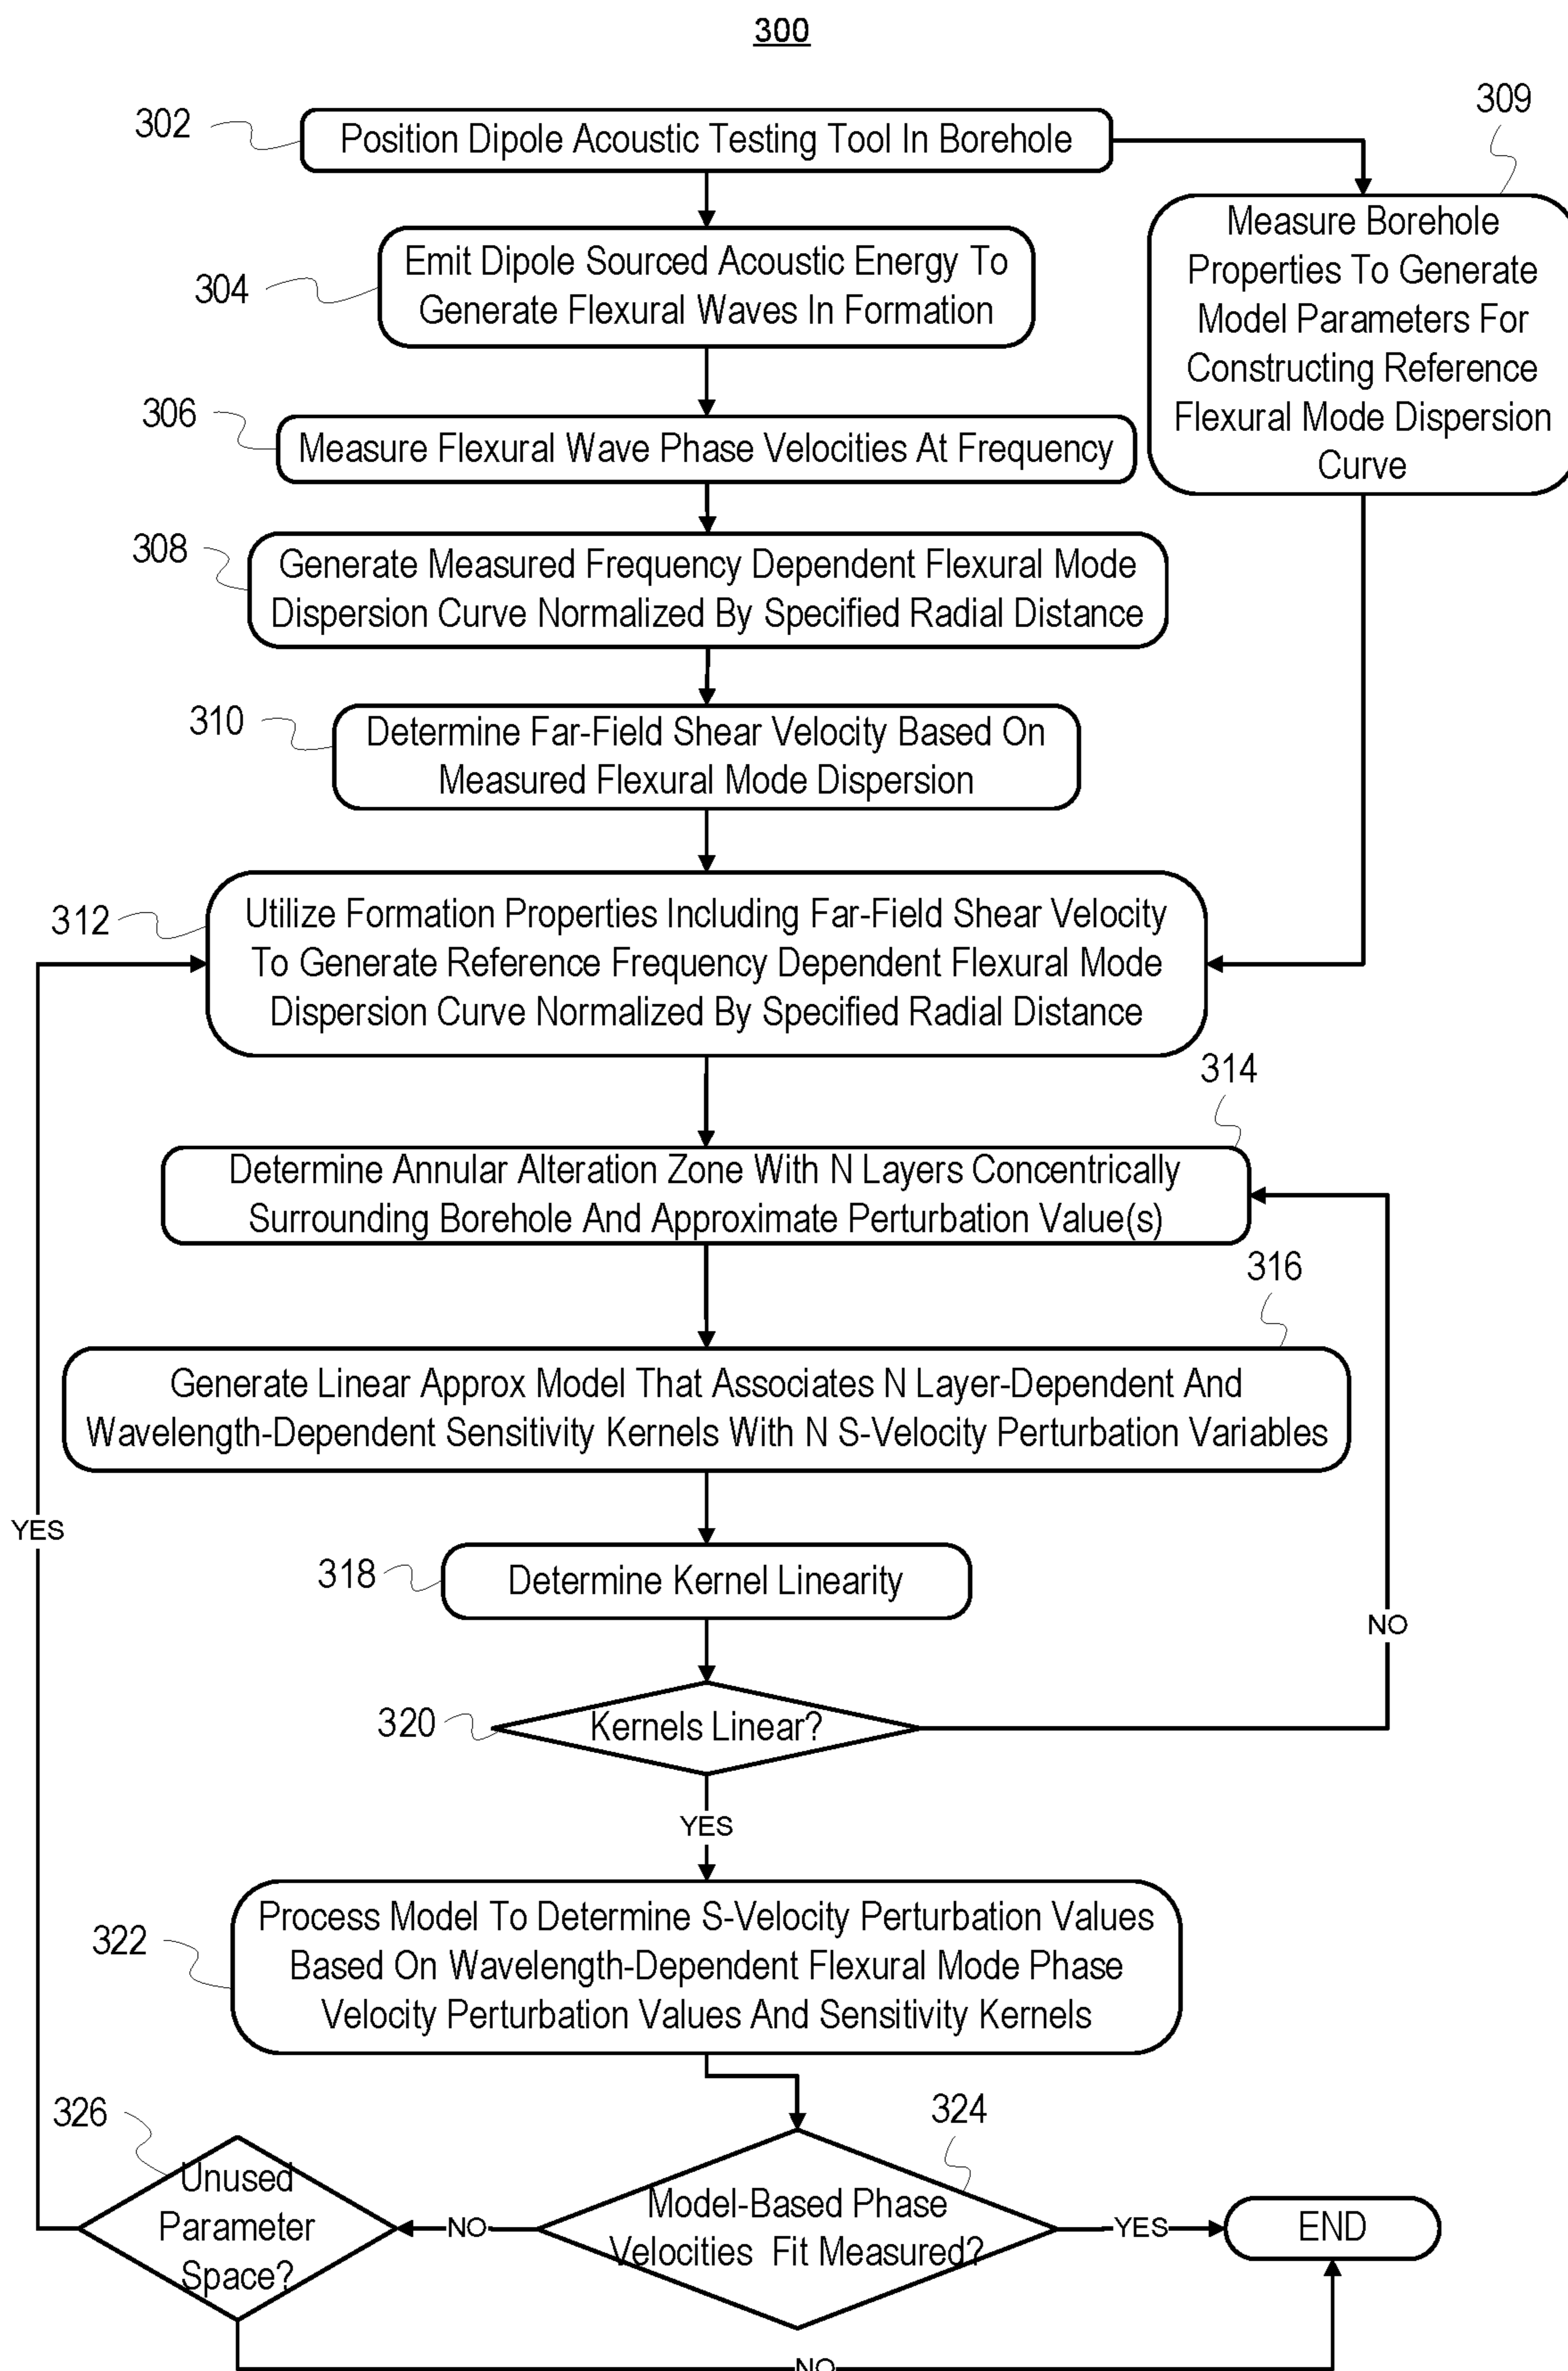 300
302
Position Dipole Acoustic Testing Tool In Borehole
309
Measure Borehole
Properties To Generate
Model Parameters For
Constructing Reference
Flexural Mode Dispersion
Curve
304
Emit Dipole Sourced Acoustic Energy To
Generate Flexural Waves In Formation
306
Measure Flexural Wave Phase Velocities At Frequency
308
Generate Measured Frequency Dependent Flexural Mode
Dispersion Curve Normalized By Specified Radial Distance
310
Determine Far-Field Shear Velocity Based On
Measured Flexural Mode Dispersion
312
Utilize Formation Properties Including Far-Field Shear Velocity
To Generate Reference Frequency Dependent Flexural Mode
Dispersion Curve Normalized By Specified Radial Distance
314
Determine Annular Alteration Zone With N Layers Concentrically
Surrounding Borehole And Approximate Perturbation Value(s)
316
Generate Linear Approx Model That Associates N Layer-Dependent And
Wavelength-Dependent Sensitivity Kernels With N S-Velocity Perturbation Variables
YES
318
Determine Kernel Linearity
NO
320
Kernels Linear?
YES
322
Process Model To Determine S-Velocity Perturbation Values
Based On Wavelength-Dependent Flexural Mode Phase
Velocity Perturbation Values And Sensitivity Kernels
326
Unused
Parameter
Space?
NO
324
Model-Based Phase
Velocities Fit Measured?
YES
END
NO